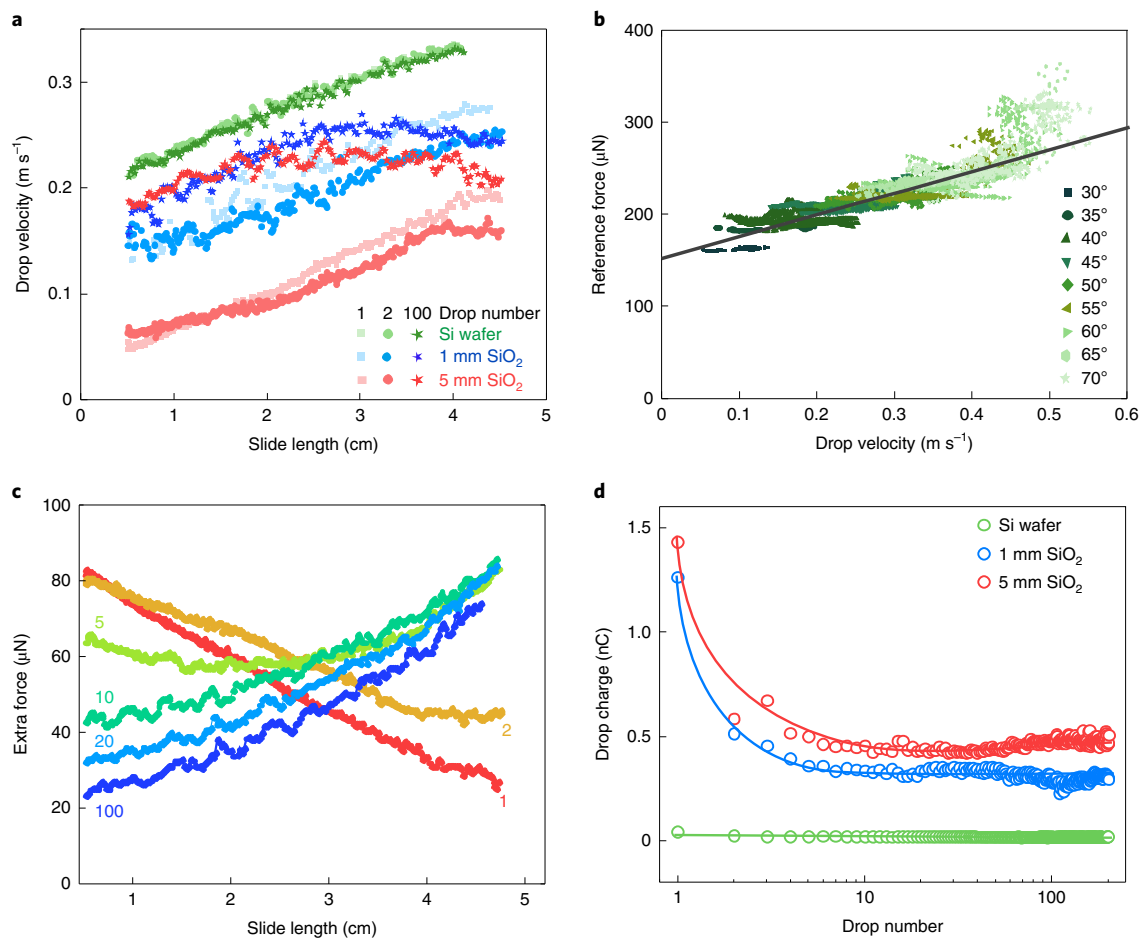 a
Drop velocity (m s⁻¹)
0.3
0.2
0.1
0
0 1 2 3 4 5
Slide length (cm)
1 2 100 Drop number
Si wafer
1 mm SiO₂
5 mm SiO₂
b
Reference force (µN)
400
300
200
100
0
0 0.1 0.2 0.3 0.4 0.5 0.6
Drop velocity (m s⁻¹)
30°
35°
40°
45°
50°
55°
60°
65°
70°
c
Extra force (µN)
100
80
60
40
20
0
1 2 3 4 5
Slide length (cm)
5
10
20
100
2
1
d
Drop charge (nC)
1.5
1.0
0.5
0
1 10 100
Drop number
Si wafer
1 mm SiO₂
5 mm SiO₂